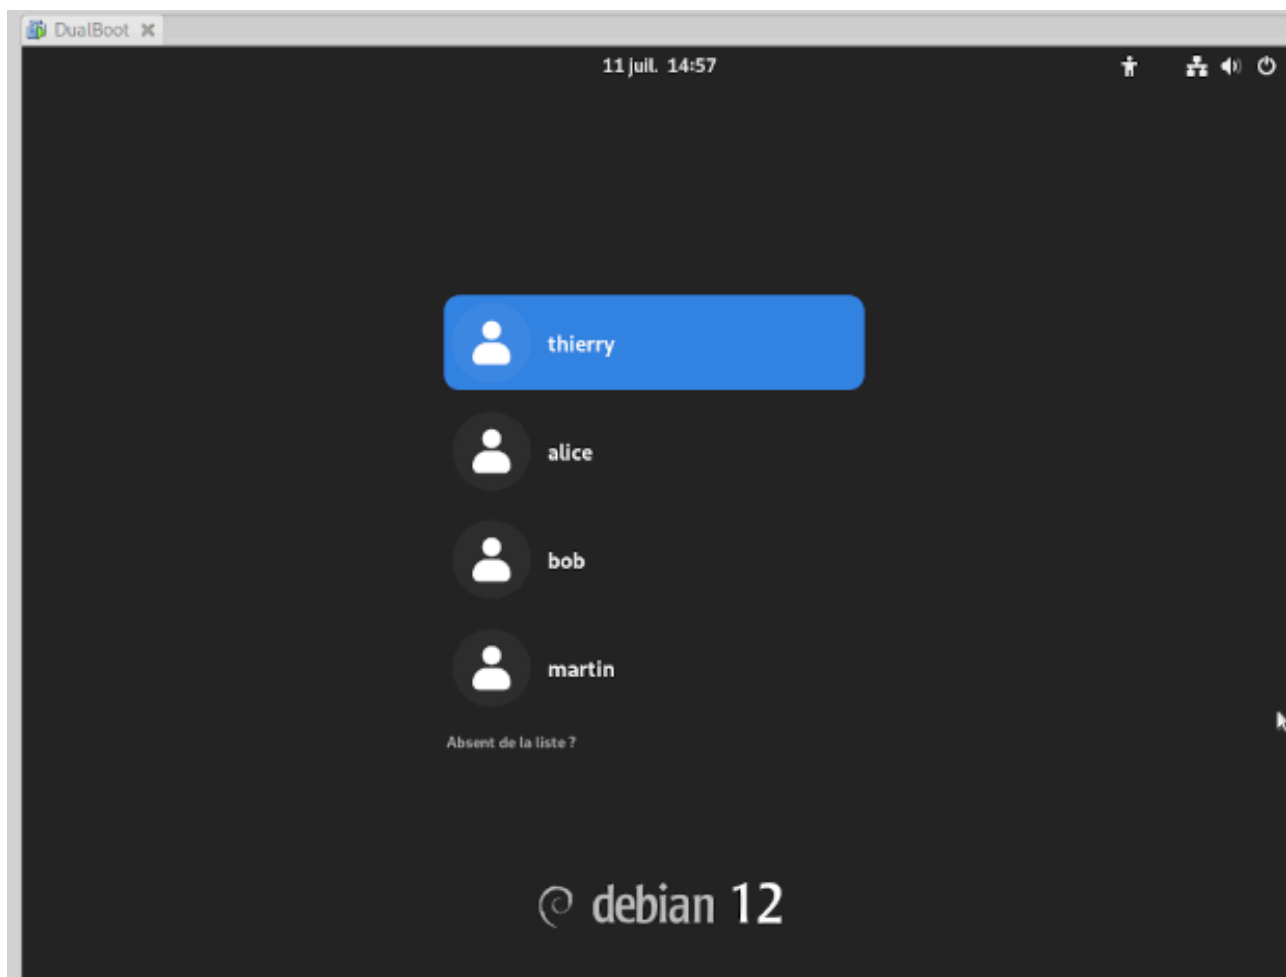 DualBoot
11 juil. 14:57
thierry
alice
bob
martin
Absent de la liste ?
debian 12